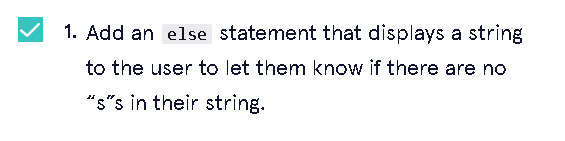 1. Add an else statement that displays a string
to the user to let them know if there are no
“s”s in their string.